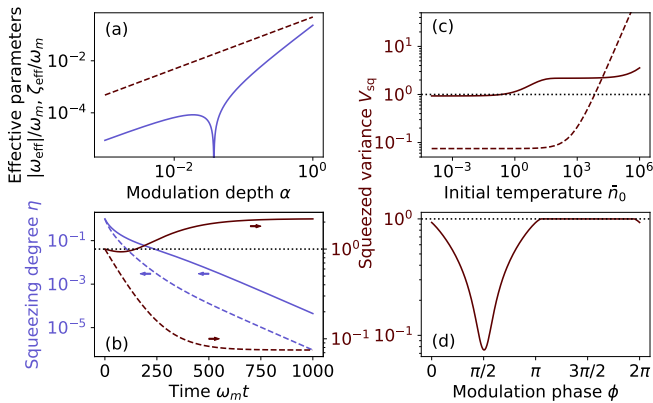 Effective parameters
|ω_eff|/ω_m, ζ_eff/ω_m
10^−2
10^−4
(a)
10^−2
10^0
Modulation depth α
Squeezed variance V_sq
10^1
10^0
10^−1
(c)
10^−3
10^0
10^3
10^6
Initial temperature n̄_0
Squeezing degree η
10^−1
10^−3
10^−5
10^0
10^−1
(b)
0
250
500
750
1000
Time ω_m t
10^0
10^−1
(d)
0
π/2
π
3π/2
2π
Modulation phase ϕ